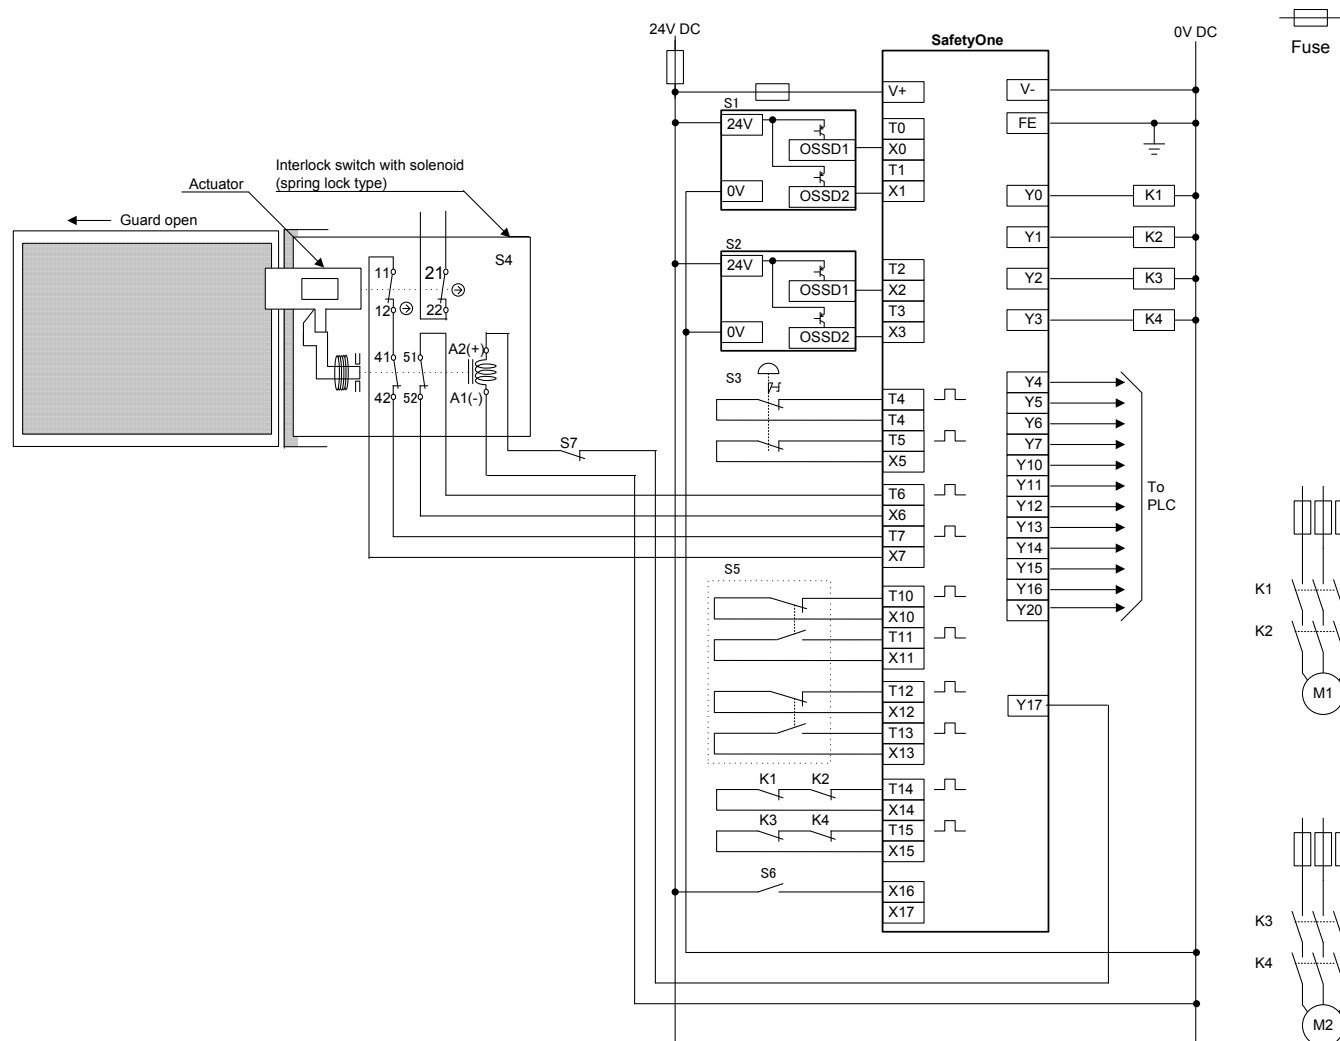 24V DC
0V DC
Fuse
SafetyOne
V+
V-
S1
24V
T0
FE
OSSD1
X0
T1
0V
OSSD2
X1
Interlock switch with solenoid
(spring lock type)
Actuator
Guard open
Y0
K1
Y1
K2
S2
S4
24V
T2
11
21
OSSD1
X2
Y2
K3
12
22
T3
0V
OSSD2
X3
Y3
K4
41
51
A2(+)
S3
Y4
42
52
A1(-)
T4
Y5
T4
Y6
S7
T5
Y7
X5
Y10
To
PLC
T6
Y11
X6
Y12
T7
Y13
X7
Y14
S5
Y15
Y16
T10
Y20
X10
K1
T11
K2
X11
T12
M1
X12
Y17
T13
X13
K1
K2
T14
X14
K3
K4
T15
X15
S6
X16
X17
K3
K4
M2